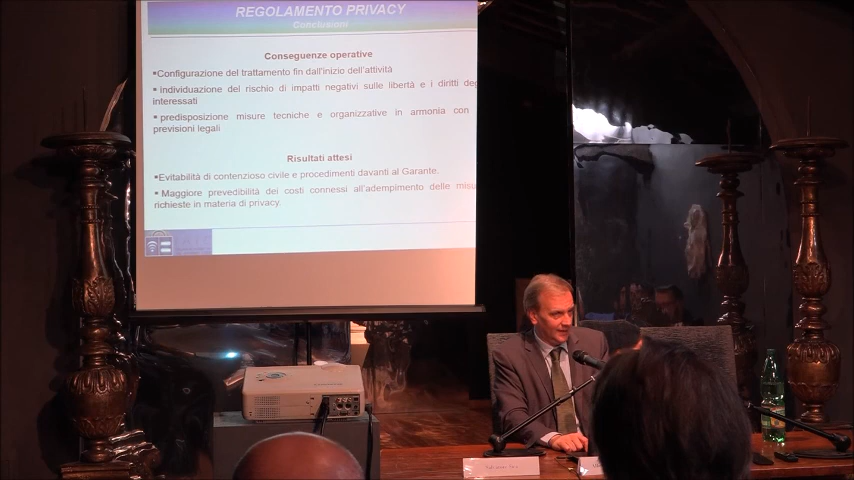 REGOLAMENTO PRIVACY
Conclusioni
Conseguenze operative
▪Configurazione del trattamento fin dall'inizio dell'attività
▪ individuazione del rischio di impatti negativi sulle libertà e i diritti deg
interessati
▪ predisposizione misure tecniche e organizzative in armonia con
previsioni legali
Risultati attesi
▪Evitabilità di contenzioso civile e procedimenti davanti al Garante.
▪ Maggiore prevedibilità dei costi connessi all'adempimento delle misu
richieste in materia di privacy.